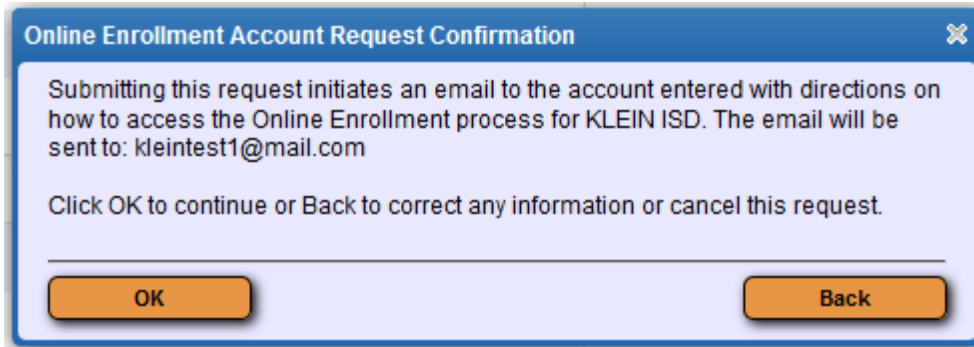 Online Enrollment Account Request Confirmation
Submitting this request initiates an email to the account entered with directions on
how to access the Online Enrollment process for KLEIN ISD. The email will be
sent to: kleintest1@mail.com
Click OK to continue or Back to correct any information or cancel this request.
OK
Back